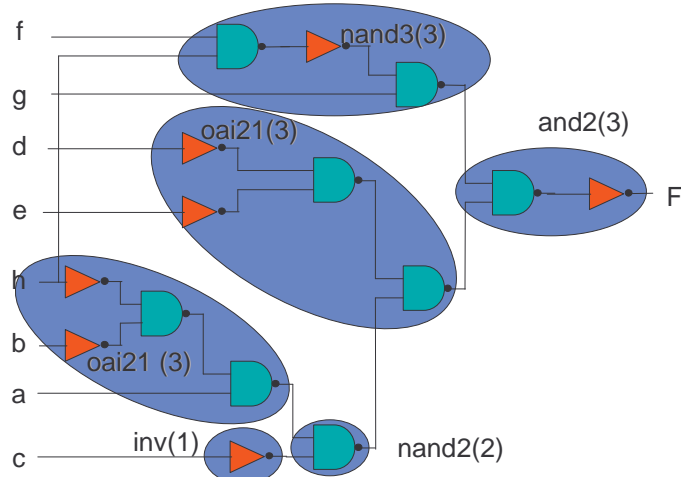 f
nand3(3)
g
oai21(3)
and2(3)
d
e
F
h
b
oai21 (3)
a
inv(1)
nand2(2)
c